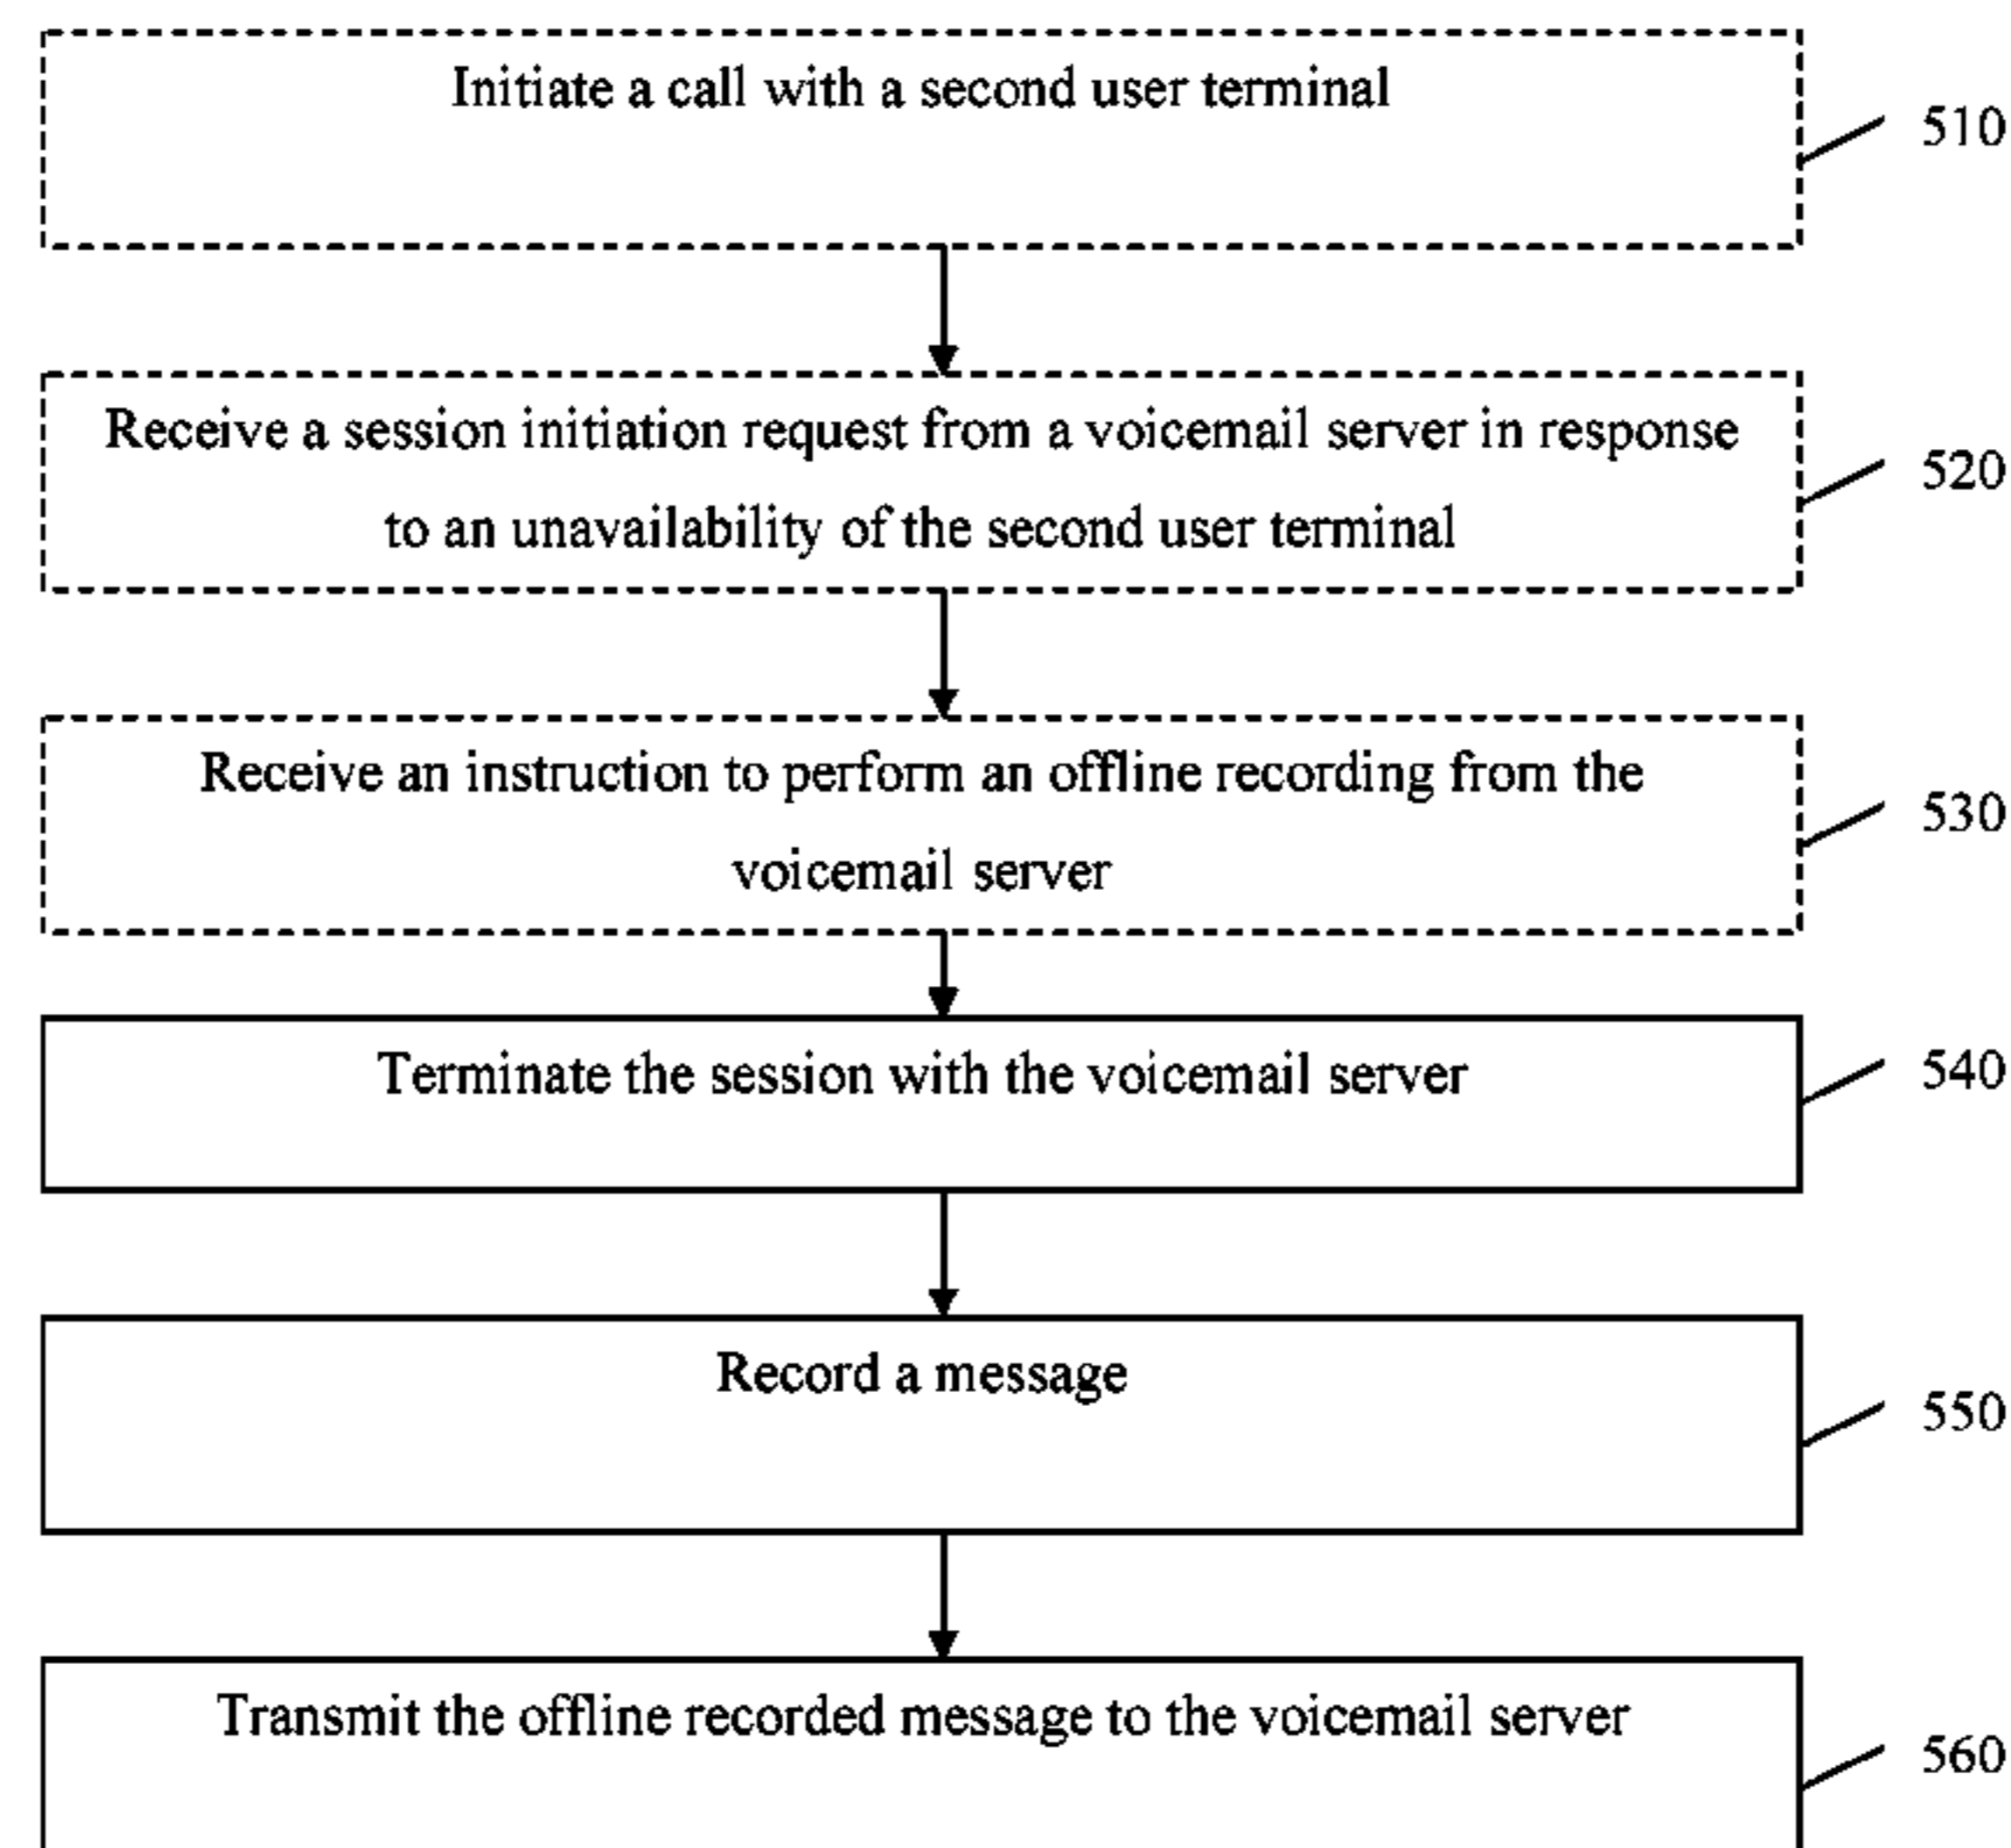 Initiate a call with a second user terminal
510
Receive a session initiation request from a voicemail server in response
to an unavailability of the second user terminal
520
Receive an instruction to perform an offline recording from the
voicemail server
530
Terminate the session with the voicemail server
540
Record a message
550
Transmit the offline recorded message to the voicemail server
560